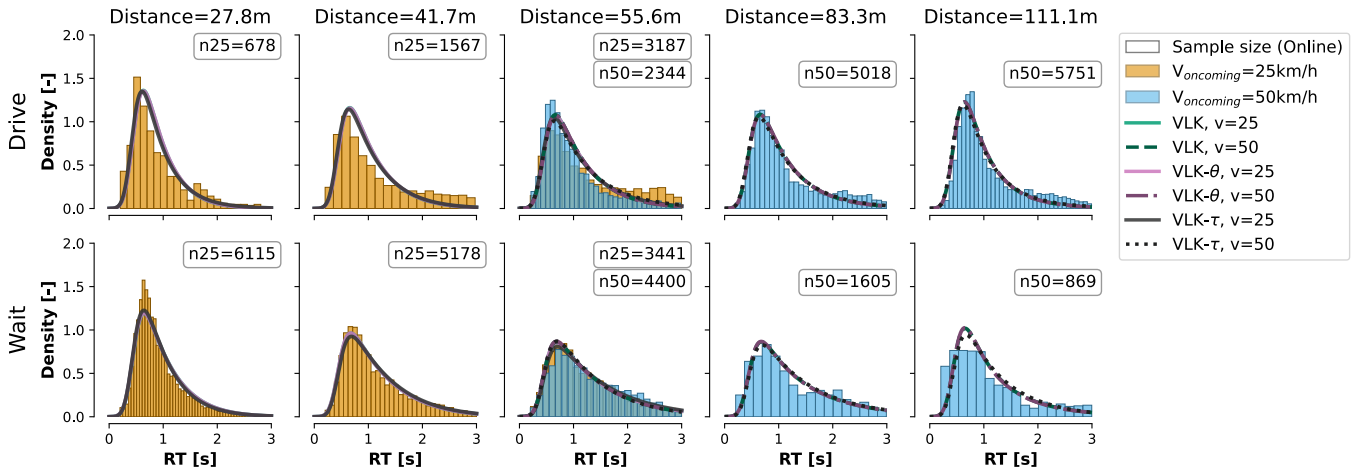 Distance=27.8m Distance=41.7m Distance=55.6m Distance=83.3m Distance=111.1m
Drive
Density [-]
2.0
1.5
1.0
0.5
0.0
n25=678
n25=1567
n25=3187
n50=2344
n50=5018
n50=5751
Sample size (Online)
V_oncoming=25km/h
V_oncoming=50km/h
VLK, v=25
VLK, v=50
VLK-θ, v=25
VLK-θ, v=50
VLK-τ, v=25
VLK-τ, v=50
Wait
Density [-]
2.0
1.5
1.0
0.5
0.0
n25=6115
n25=5178
n25=3441
n50=4400
n50=1605
n50=869
0 1 2 3 0 1 2 3 0 1 2 3 0 1 2 3 0 1 2 3
RT [s] RT [s] RT [s] RT [s] RT [s]